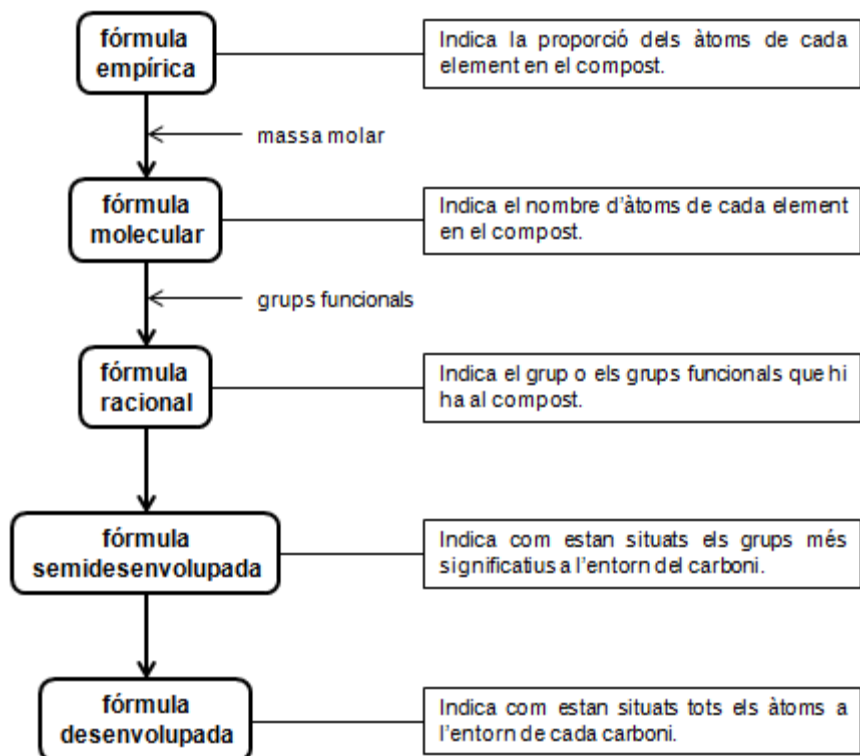 fórmula
empírica
Indica la proporció dels àtoms de cada
element en el compost.
massa molar
fórmula
molecular
Indica el nombre d'àtoms de cada element
en el compost.
grups funcionals
fórmula
racional
Indica el grup o els grups funcionals que hi
ha al compost.
fórmula
semidesenvolupada
Indica com estan situats els grups més
significatius a l'entorn del carboni.
fórmula
desenvolupada
Indica com estan situats tots els àtoms a
l'entorn de cada carboni.